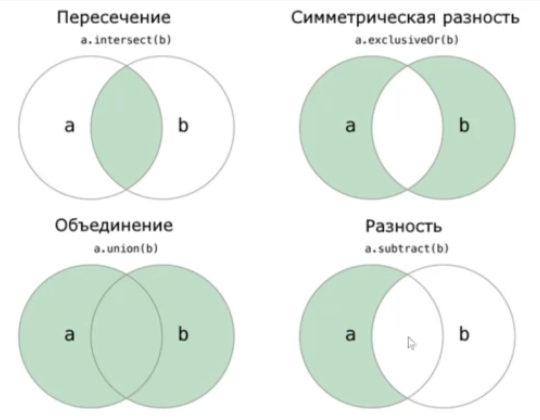 Пересечение
a.intersect(b)
a
b
Симметрическая разность
a.exclusiveOr(b)
a
b
Объединение
a.union(b)
a
b
Разность
a.subtract(b)
a
b